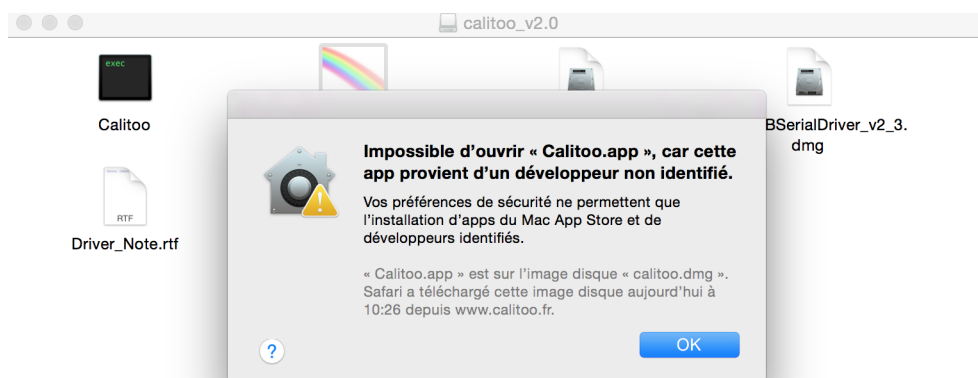 calitoo_v2.0
exec
Calitoo
BSerialDriver_v2_3.
dmg
RTF
Driver_Note.rtf
Impossible d’ouvrir « Calitoo.app », car cette
app provient d’un développeur non identifié.
Vos préférences de sécurité ne permettent que
l’installation d’apps du Mac App Store et de
développeurs identifiés.
« Calitoo.app » est sur l’image disque « calitoo.dmg ».
Safari a téléchargé cette image disque aujourd’hui à
10:26 depuis www.calitoo.fr.
?
OK